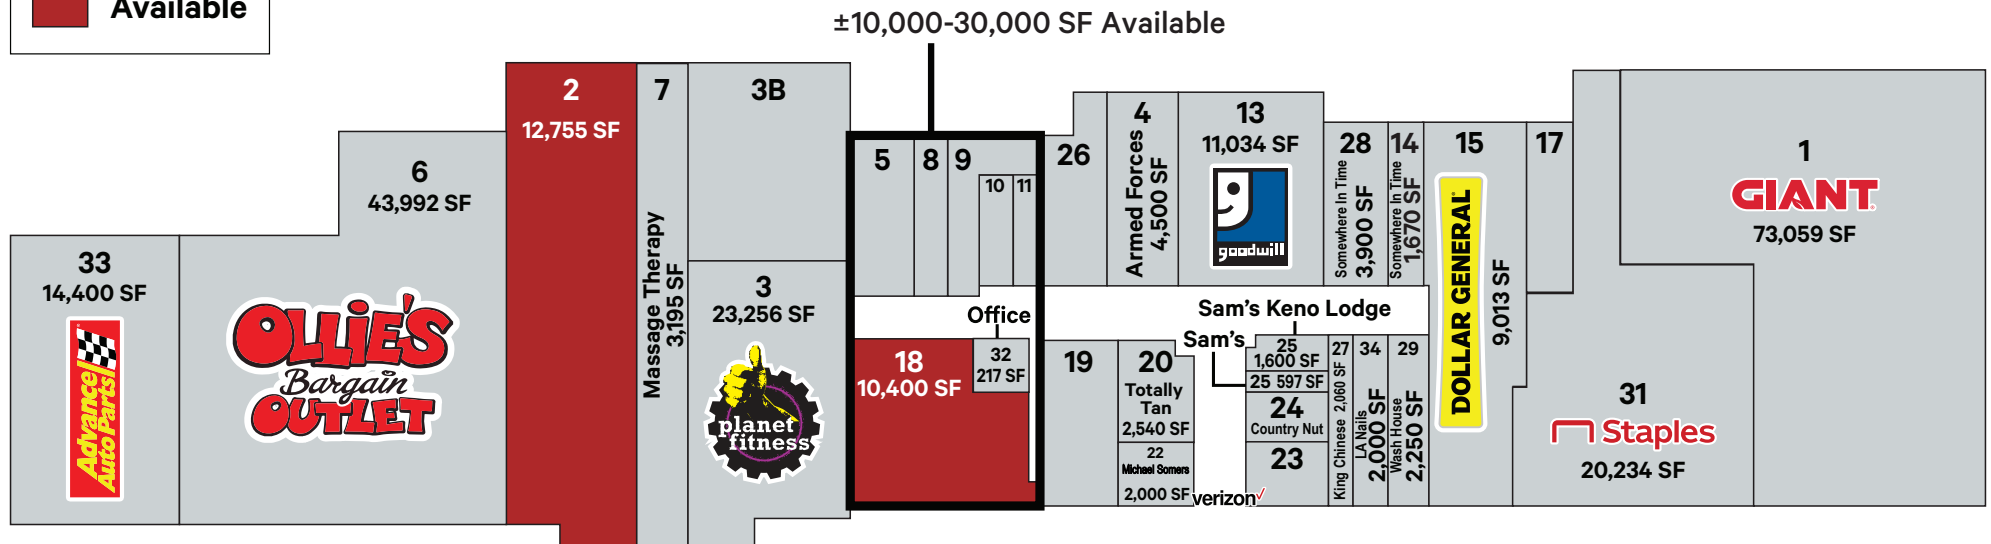 Available
±10,000-30,000 SF Available
33
14,400 SF
Advance
Auto Parts
6
43,992 SF
OLLIE'S
Bargain
OUTLET
2
12,755 SF
7
Massage Therapy
3,195 SF
3B
3
23,256 SF
planet
fitness
5
8
9
10
11
Office
18
10,400 SF
32
217 SF
26
4
Armed Forces
4,500 SF
13
11,034 SF
goodwill
28
Somewhere In Time
3,900 SF
14
Somewhere In Time
1,670 SF
15
DOLLAR GENERAL
9,013 SF
17
1
GIANT
73,059 SF
Sam's Keno Lodge
Sam's
19
20
Totally
Tan
2,540 SF
22
Michael Somers
2,000 SF
25
1,600 SF
25 597 SF
24
Country Nut
23
verizon
27
King Chinese 2,060 SF
34
LA Nails
2,000 SF
29
Wash House
2,250 SF
31
Staples
20,234 SF